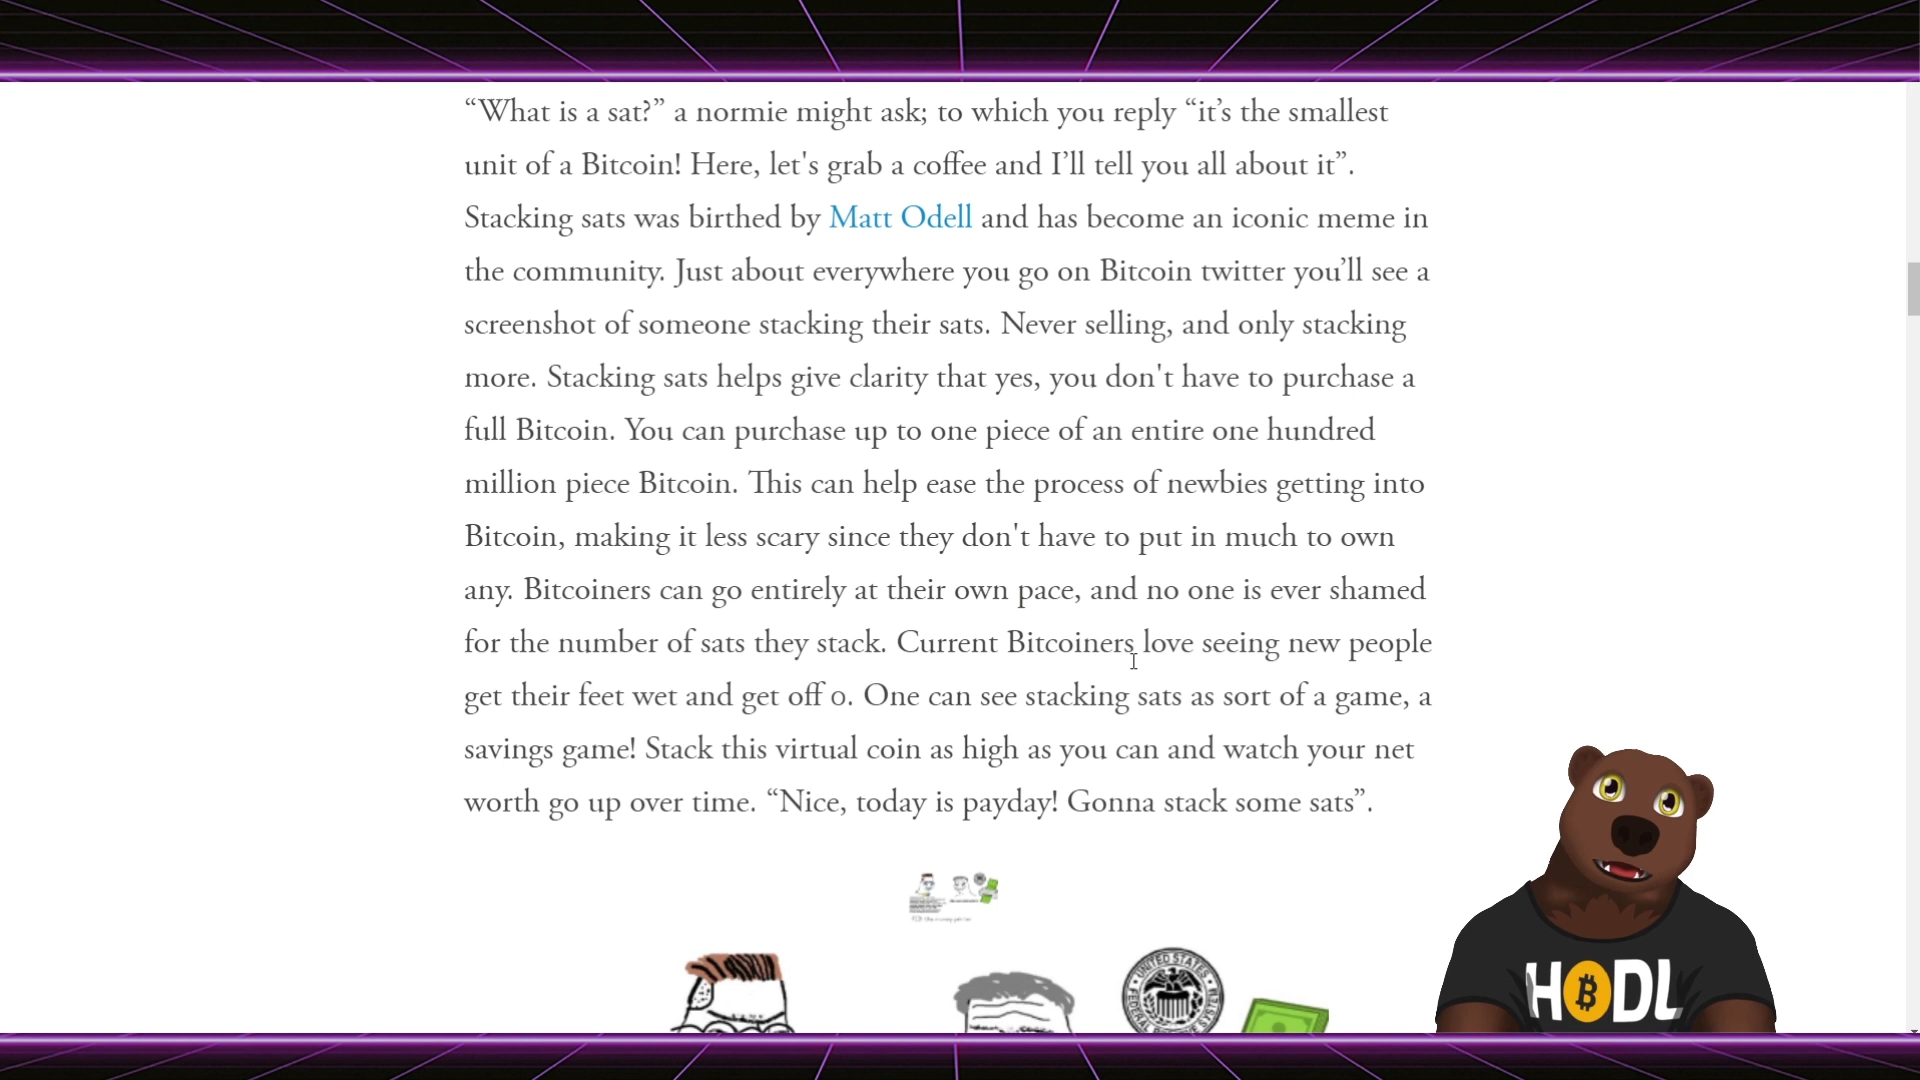 “What is a sat?” a normie might ask; to which you reply “it’s the smallest
unit of a Bitcoin! Here, let's grab a coffee and I’ll tell you all about it”.
Stacking sats was birthed by Matt Odell and has become an iconic meme in
the community. Just about everywhere you go on Bitcoin twitter you’ll see a
screenshot of someone stacking their sats. Never selling, and only stacking
more. Stacking sats helps give clarity that yes, you don't have to purchase a
full Bitcoin. You can purchase up to one piece of an entire one hundred
million piece Bitcoin. This can help ease the process of newbies getting into
Bitcoin, making it less scary since they don't have to put in much to own
any. Bitcoiners can go entirely at their own pace, and no one is ever shamed
for the number of sats they stack. Current Bitcoiners love seeing new people
get their feet wet and get off 0. One can see stacking sats as sort of a game, a
savings game! Stack this virtual coin as high as you can and watch your net
worth go up over time. “Nice, today is payday! Gonna stack some sats”.
UNITED STATES
FEDERAL RESERVE SYSTEM
H₿DL